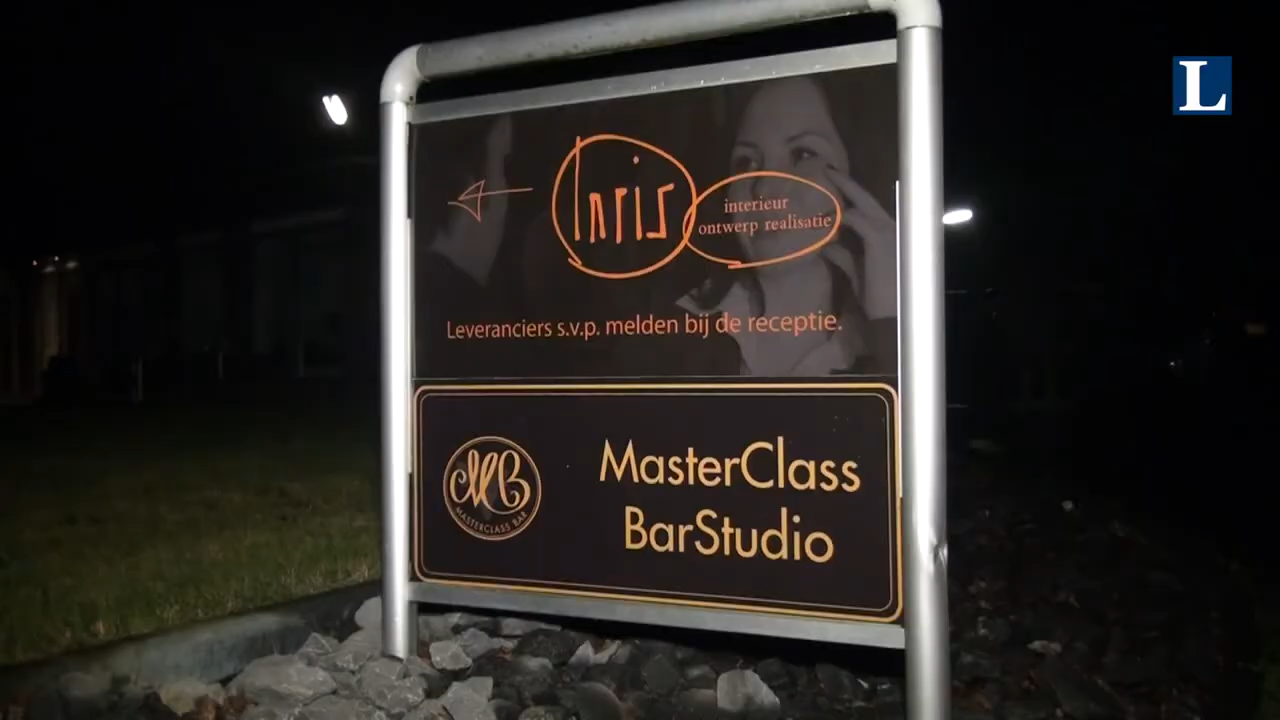 L
Inris
interieur
ontwerp realisatie
Leveranciers s.v.p. melden bij de receptie.
MB
MASTERCLASS BAR
MasterClass
BarStudio